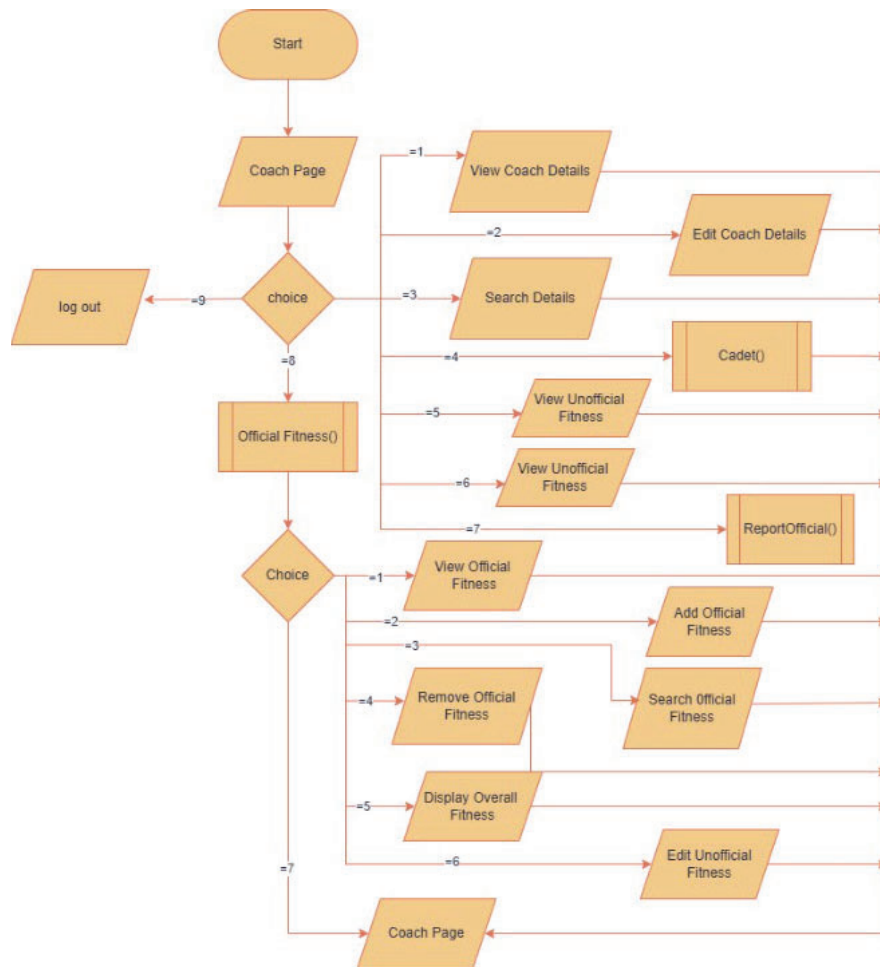 Start
Coach Page
=1
View Coach Details
=2
Edit Coach Details
log out
=9
choice
=3
Search Details
=8
=4
Cadet()
Official Fitness()
=5
View Unofficial
Fitness
=6
View Unofficial
Fitness
=7
ReportOfficial()
Choice
=1
View Official
Fitness
=2
Add Official
Fitness
=3
Search 0fficial
Fitness
=4
Remove Official
Fitness
=5
Display Overall
Fitness
=6
Edit Unofficial
Fitness
=7
Coach Page